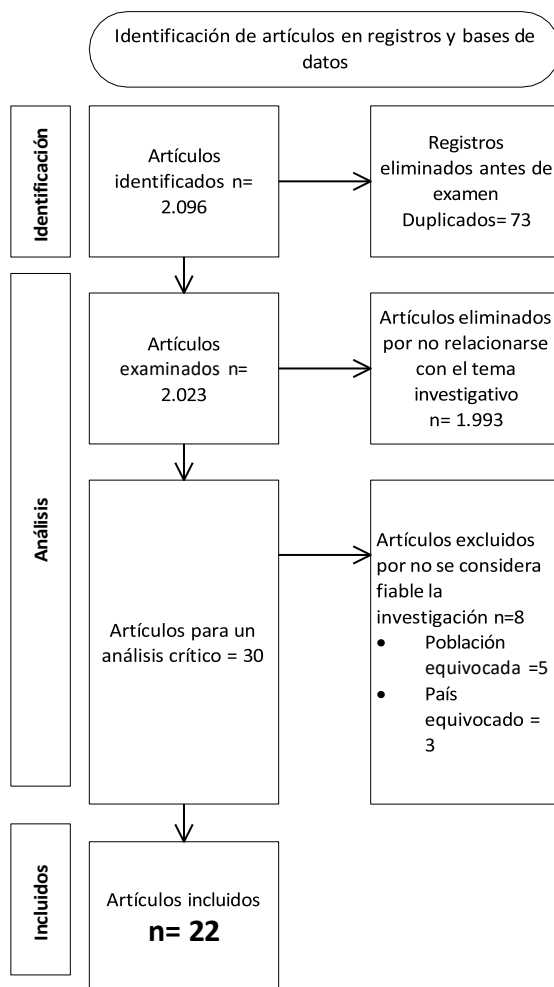 Identificación de artículos en registros y bases de
datos
Identificación
Artículos
identificados n=
2.096
Registros
eliminados antes de
examen
Duplicados= 73
Análisis
Artículos
examinados n=
2.023
Artículos eliminados
por no relacionarse
con el tema
investigativo
n= 1.993
Artículos para un
análisis crítico = 30
Artículos excluidos
por no se considera
fiable la
investigación n=8
• Población
equivocada =5
• País
equivocado =
3
Incluidos
Artículos incluidos
n= 22